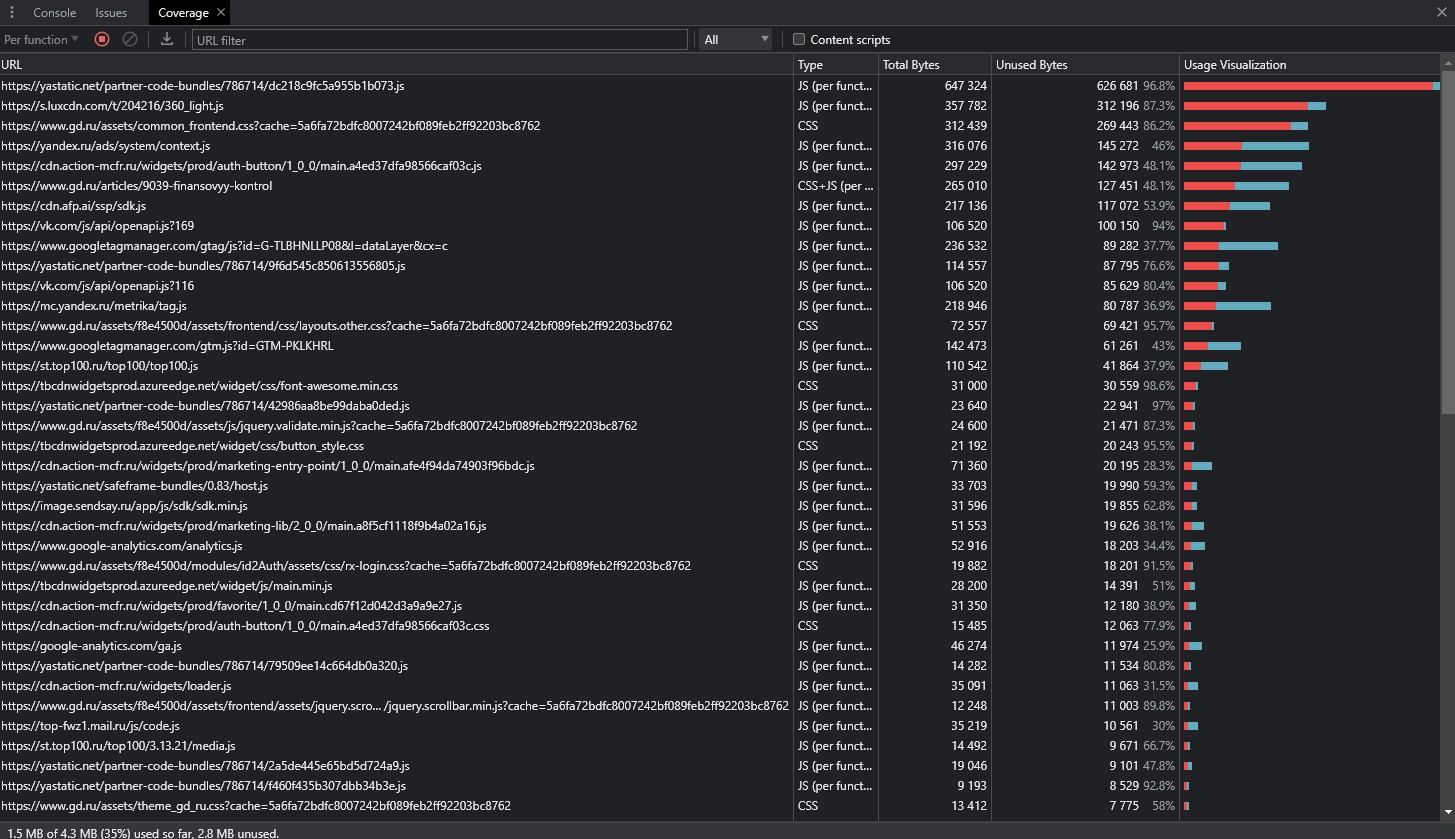 Console Issues Coverage
Per function URL filter All Content scripts
URL Type Total Bytes Unused Bytes Usage Visualization
https://yastatic.net/partner-code-bundles/786714/dc218c9fc5a955b1b073.js JS (per funct... 647 324 626 681 96.8%
https://s.luxcdn.com/t/204216/360_light.js JS (per funct... 357 782 312 196 87.3%
https://www.gd.ru/assets/common_frontend.css?cache=5a6fa72bdfc8007242bf089feb2ff92203bc8762 CSS 312 439 269 443 86.2%
https://yandex.ru/ads/system/context.js JS (per funct... 316 076 145 272 46%
https://cdn.action-mcfr.ru/widgets/prod/auth-button/1_0_0/main.a4ed37dfa98566caf03c.js JS (per funct... 297 229 142 973 48.1%
https://www.gd.ru/articles/9039-finansovyy-kontrol CSS+JS (per ... 265 010 127 451 48.1%
https://cdn.afp.ai/ssp/sdk.js JS (per funct... 217 136 117 072 53.9%
https://vk.com/js/api/openapi.js?169 JS (per funct... 106 520 100 150 94%
https://www.googletagmanager.com/gtag/js?id=G-TLBHNLLP08&l=dataLayer&cx=c JS (per funct... 236 532 89 282 37.7%
https://yastatic.net/partner-code-bundles/786714/9f6d545c850613556805.js JS (per funct... 114 557 87 795 76.6%
https://vk.com/js/api/openapi.js?116 JS (per funct... 106 520 85 629 80.4%
https://mc.yandex.ru/metrika/tag.js JS (per funct... 218 946 80 787 36.9%
https://www.gd.ru/assets/f8e4500d/assets/frontend/css/layouts.other.css?cache=5a6fa72bdfc8007242bf089feb2ff92203bc8762 CSS 72 557 69 421 95.7%
https://www.googletagmanager.com/gtm.js?id=GTM-PKLKHRL JS (per funct... 142 473 61 261 43%
https://st.top100.ru/top100/top100.js JS (per funct... 110 542 41 864 37.9%
https://tbcdnwidgetsprod.azureedge.net/widget/css/font-awesome.min.css CSS 31 000 30 559 98.6%
https://yastatic.net/partner-code-bundles/786714/42986aa8be99daba0ded.js JS (per funct... 23 640 22 941 97%
https://www.gd.ru/assets/f8e4500d/assets/js/jquery.validate.min.js?cache=5a6fa72bdfc8007242bf089feb2ff92203bc8762 JS (per funct... 24 600 21 471 87.3%
https://tbcdnwidgetsprod.azureedge.net/widget/css/button_style.css CSS 21 192 20 243 95.5%
https://cdn.action-mcfr.ru/widgets/prod/marketing-entry-point/1_0_0/main.afe4f94da74903f96bdc.js JS (per funct... 71 360 20 195 28.3%
https://yastatic.net/safeframe-bundles/0.83/host.js JS (per funct... 33 703 19 990 59.3%
https://image.sendsay.ru/app/js/sdk/sdk.min.js JS (per funct... 31 596 19 855 62.8%
https://cdn.action-mcfr.ru/widgets/prod/marketing-lib/2_0_0/main.a8f5cf1118f9b4a02a16.js JS (per funct... 51 553 19 626 38.1%
https://www.google-analytics.com/analytics.js JS (per funct... 52 916 18 203 34.4%
https://www.gd.ru/assets/f8e4500d/modules/id2Auth/assets/css/rx-login.css?cache=5a6fa72bdfc8007242bf089feb2ff92203bc8762 CSS 19 882 18 201 91.5%
https://tbcdnwidgetsprod.azureedge.net/widget/js/main.min.js JS (per funct... 28 200 14 391 51%
https://cdn.action-mcfr.ru/widgets/prod/favorite/1_0_0/main.cd67f12d042d3a9a9e27.js JS (per funct... 31 350 12 180 38.9%
https://cdn.action-mcfr.ru/widgets/prod/auth-button/1_0_0/main.a4ed37dfa98566caf03c.css CSS 15 485 12 063 77.9%
https://google-analytics.com/ga.js JS (per funct... 46 274 11 974 25.9%
https://yastatic.net/partner-code-bundles/786714/79509ee14c664db0a320.js JS (per funct... 14 282 11 534 80.8%
https://cdn.action-mcfr.ru/widgets/loader.js JS (per funct... 35 091 11 063 31.5%
https://www.gd.ru/assets/f8e4500d/assets/frontend/assets/jquery.scro... /jquery.scrollbar.min.js?cache=5a6fa72bdfc8007242bf089feb2ff92203bc8762 JS (per funct... 12 248 11 003 89.8%
https://top-fwz1.mail.ru/js/code.js JS (per funct... 35 219 10 561 30%
https://st.top100.ru/top100/3.13.21/media.js JS (per funct... 14 492 9 671 66.7%
https://yastatic.net/partner-code-bundles/786714/2a5de445e65bd5d724a9.js JS (per funct... 19 046 9 101 47.8%
https://yastatic.net/partner-code-bundles/786714/f460f435b307dbb34b3e.js JS (per funct... 9 193 8 529 92.8%
https://www.gd.ru/assets/theme_gd_ru.css?cache=5a6fa72bdfc8007242bf089feb2ff92203bc8762 CSS 13 412 7 775 58%
1.5 MB of 4.3 MB (35%) used so far, 2.8 MB unused.